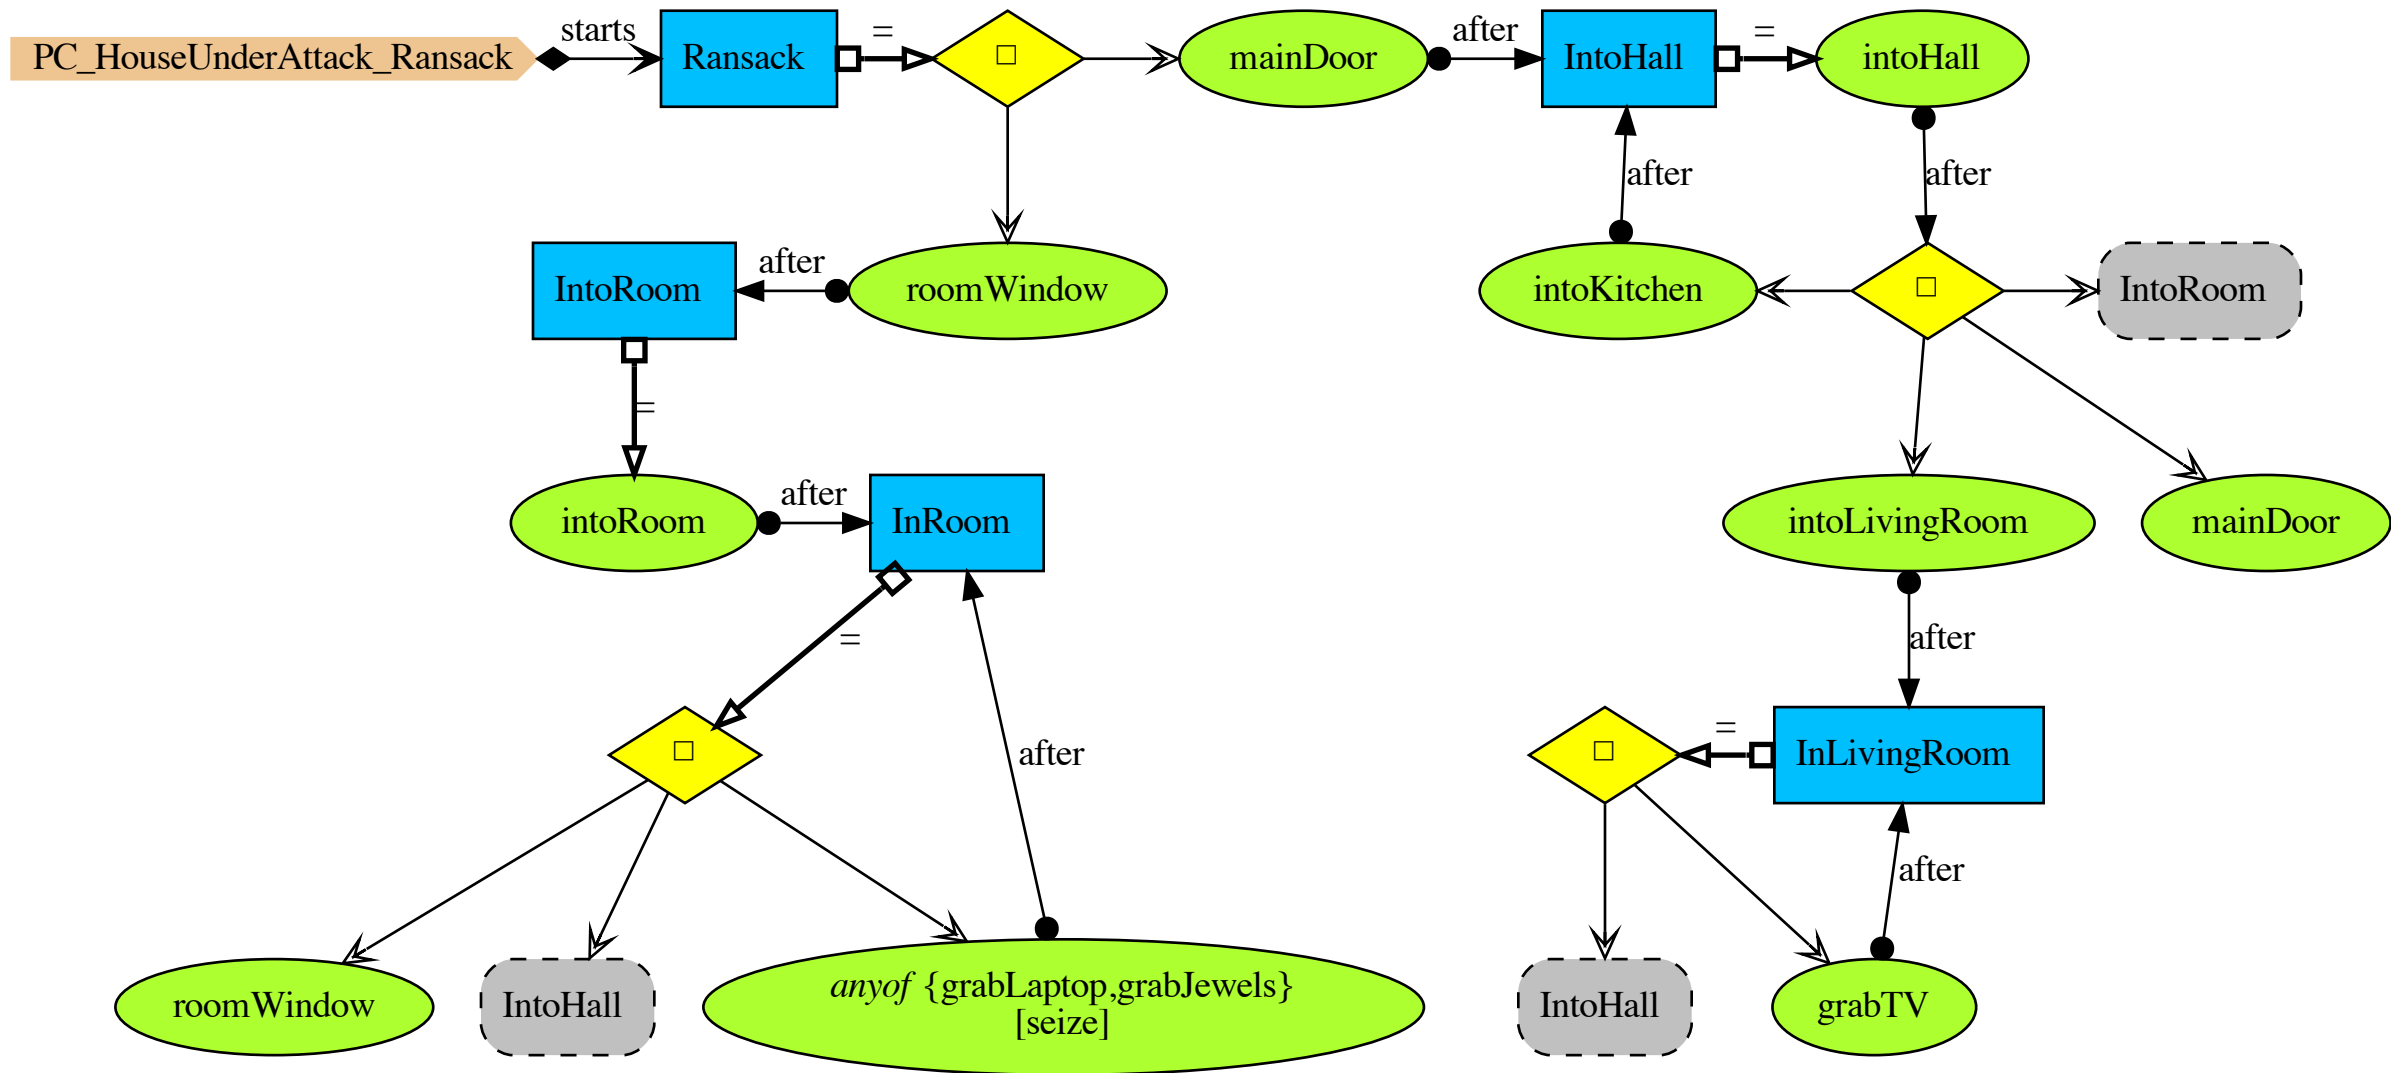 PC_HouseUnderAttack_Ransack
starts
Ransack
=
□
mainDoor
after
IntoHall
=
intoHall
after
after
IntoRoom
after
roomWindow
intoKitchen
□
IntoRoom
=
intoRoom
after
InRoom
intoLivingRoom
mainDoor
=
after
□
after
□
=
InLivingRoom
after
roomWindow
IntoHall
anyof {grabLaptop,grabJewels}
[seize]
IntoHall
grabTV